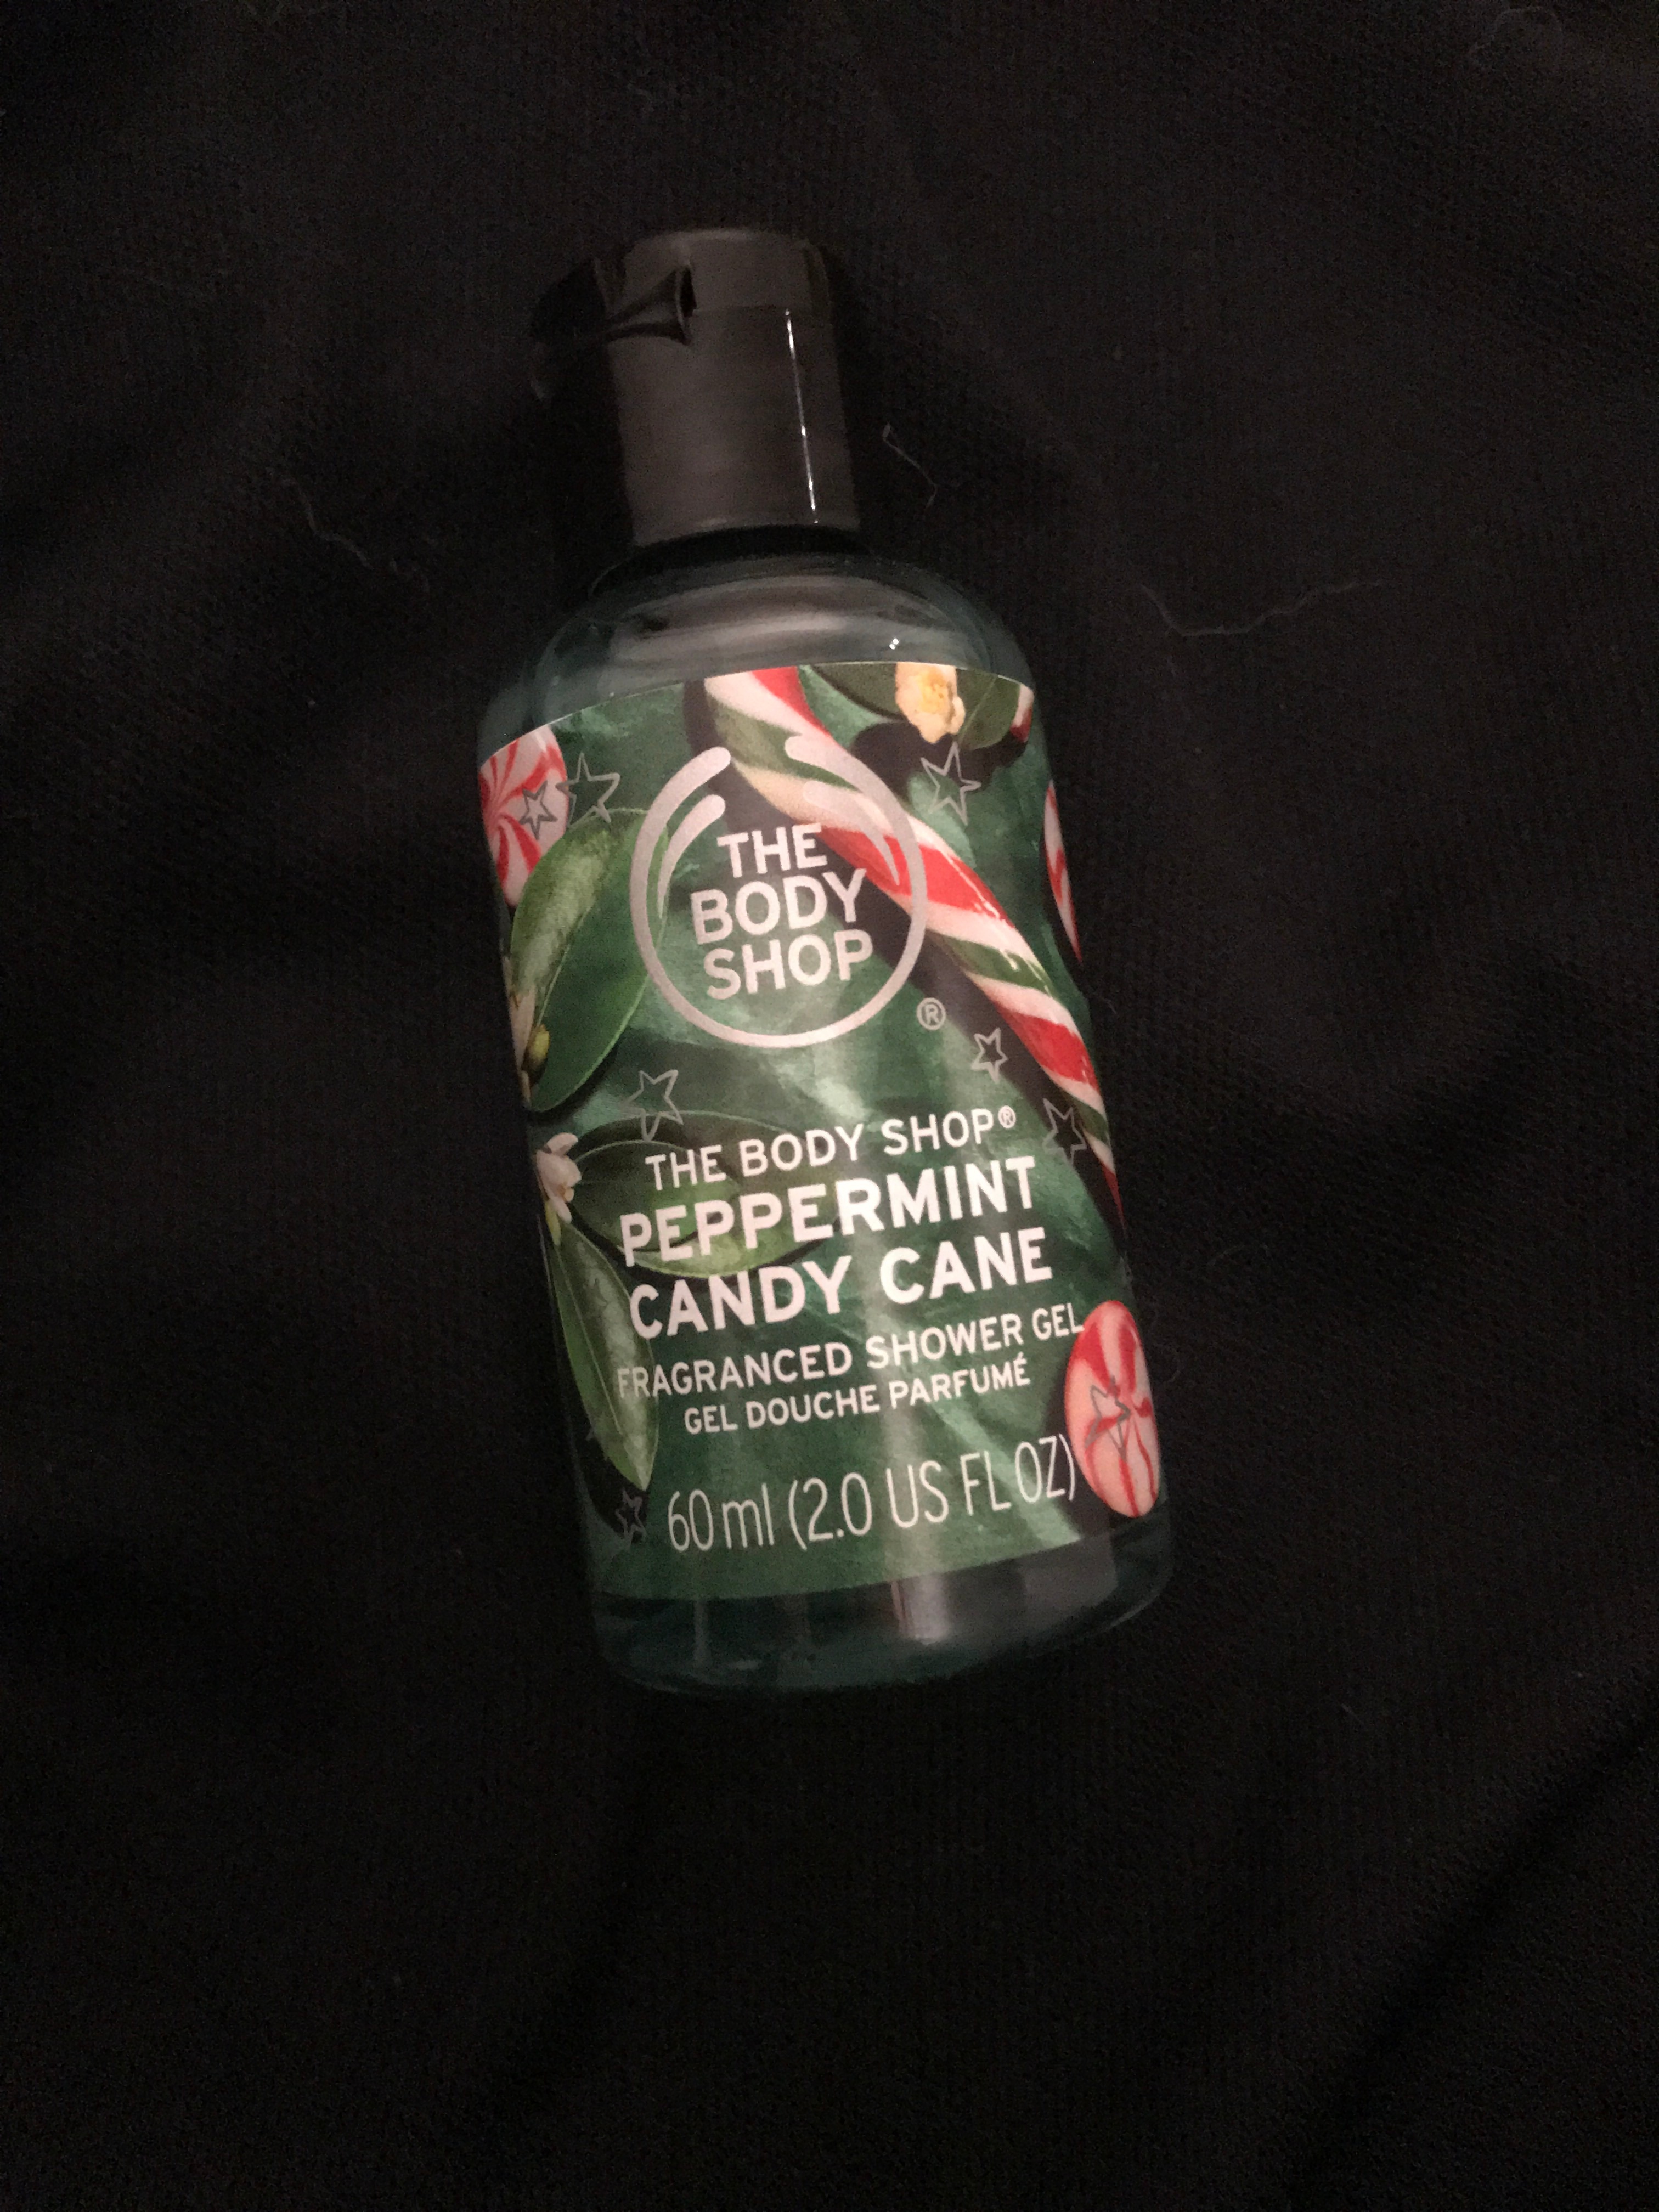 THE
BODY
SHOP
®
THE BODY SHOP®
PEPPERMINT
CANDY CANE
FRAGRANCED SHOWER GEL
GEL DOUCHE PARFUMÉ
60 ml (2.0 US FL OZ)